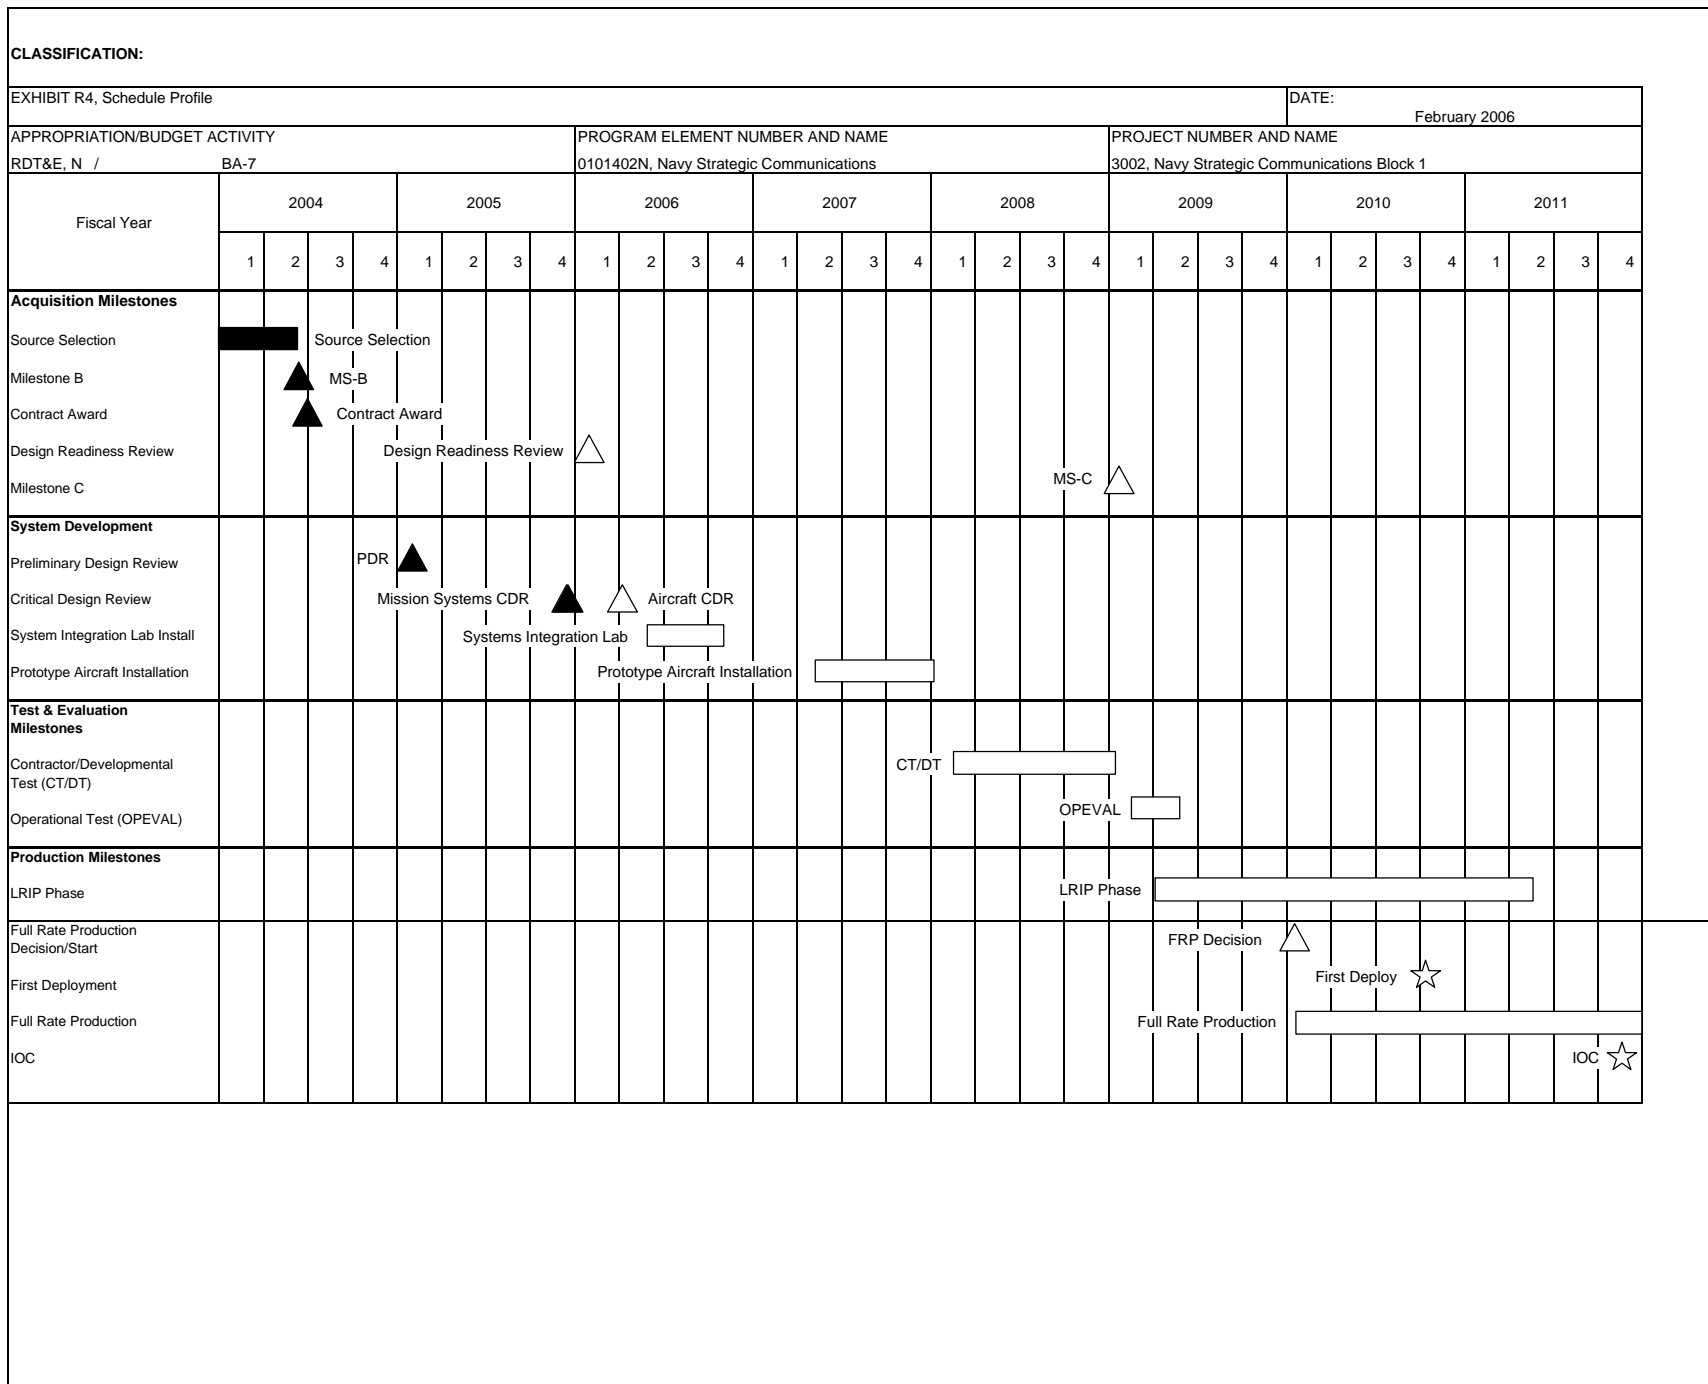 CLASSIFICATION:
EXHIBIT R4, Schedule Profile
DATE:
February 2006
APPROPRIATION/BUDGET ACTIVITY
PROGRAM ELEMENT NUMBER AND NAME
PROJECT NUMBER AND NAME
RDT&E, N / BA-7
0101402N, Navy Strategic Communications
3002, Navy Strategic Communications Block 1
Fiscal Year
2004 2005 2006 2007 2008 2009 2010 2011
1 2 3 4 1 2 3 4 1 2 3 4 1 2 3 4 1 2 3 4 1 2 3 4 1 2 3 4 1 2 3 4
Acquisition Milestones
Source Selection
Source Selection
Milestone B
MS-B
Contract Award
Contract Award
Design Readiness Review
Design Readiness Review
Milestone C
MS-C
System Development
Preliminary Design Review
PDR
Critical Design Review
Mission Systems CDR
Aircraft CDR
System Integration Lab Install
Systems Integration Lab
Prototype Aircraft Installation
Prototype Aircraft Installation
Test & Evaluation
Milestones
Contractor/Developmental
Test (CT/DT)
CT/DT
Operational Test (OPEVAL)
OPEVAL
Production Milestones
LRIP Phase
LRIP Phase
Full Rate Production
Decision/Start
FRP Decision
First Deployment
First Deploy
Full Rate Production
Full Rate Production
IOC
IOC